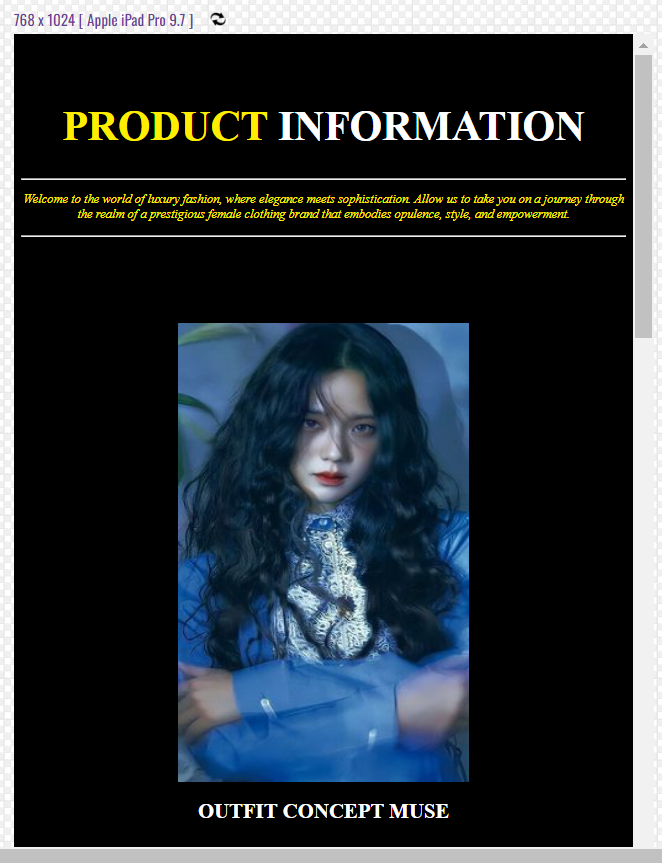 768 x 1024 [ Apple iPad Pro 9.7 ]
PRODUCT INFORMATION
Welcome to the world of luxury fashion, where elegance meets sophistication. Allow us to take you on a journey through
the realm of a prestigious female clothing brand that embodies opulence, style, and empowerment.
OUTFIT CONCEPT MUSE